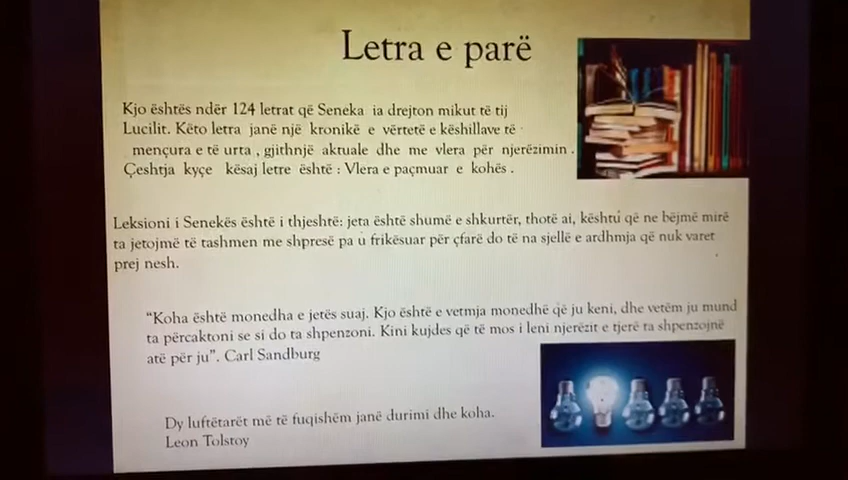 Letra e parë
Kjo është́s ndër 124 letrat që Seneka ia drejton mikut të tij
Lucilit. Këto letra janë një kronikë e vërtetë e këshillave të
mençura e të urta , gjithnjë aktuale dhe me vlera për njerëzimin .
Çeshtja kyçe kësaj letre është : Vlera e paçmuar e kohës .
Leksioni i Senekës është i thjeshtë: jeta është shumë e shkurtër, thotë ai, kështu që ne bëjmë mirë
ta jetojmë të tashmen me shpresë pa u frikësuar për çfarë do të na sjellë e ardhmja që nuk varet
prej nesh.
“Koha është monedha e jetës suaj. Kjo është e vetmja monedhë që ju keni, dhe vetëm ju mund
ta përcaktoni se si do ta shpenzoni. Kini kujdes që të mos i leni njerëzit e tjerë ta shpenzojnë
atë për ju”. Carl Sandburg
Dy luftëtarët më të fuqishëm janë durimi dhe koha.
Leon Tolstoy